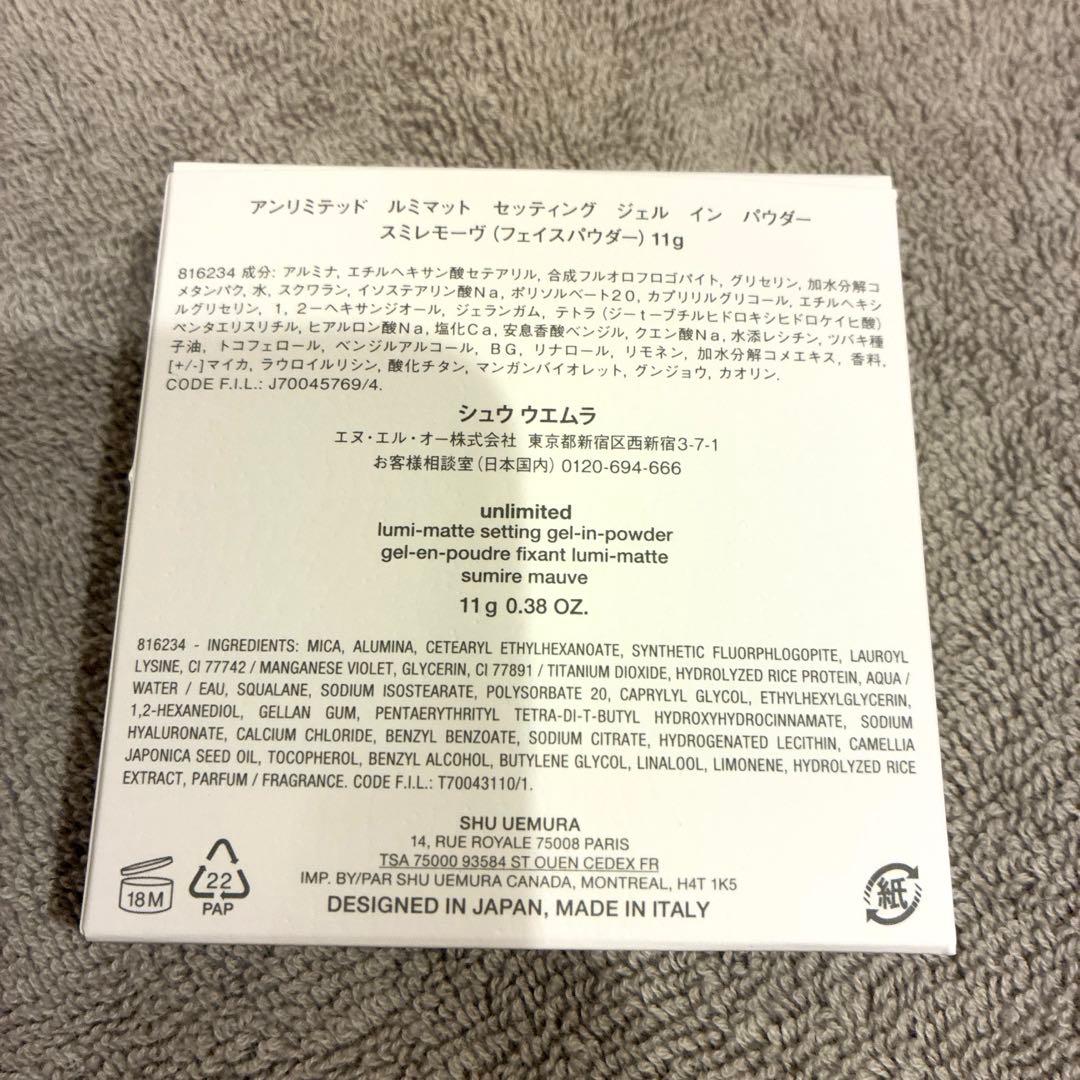 アンリミテッド ルミマット セッティング ジェル イン パウダー
スミレモーヴ (フェイスパウダー) 11g
816234 成分: アルミナ, エチルヘキサン酸セテアリル, 合成フルオロフロゴパイト, グリセリン, 加水分解コ
メタンパク, 水, スクワラン, イソステアリン酸Na, ポリソルベート20, カプリリルグリコール, エチルヘキシ
ルグリセリン, 1, 2-ヘキサンジオール, ジェランガム, テトラ (ジ-t-ブチルヒドロキシヒドロケイヒ酸)
ペンタエリスリチル, ヒアルロン酸Na, 塩化Ca, 安息香酸ベンジル, クエン酸Na, 水添レシチン, ツバキ種
子油, トコフェロール, ベンジルアルコール, BG, リナロール, リモネン, 加水分解コメエキス, 香料,
[+/-]マイカ, ラウロイルリシン, 酸化チタン, マンガンバイオレット, グンジョウ, カオリン.
CODE F.I.L.: J70045769/4.
シュウ ウエムラ
エヌ・エル・オー株式会社 東京都新宿区西新宿3-7-1
お客様相談室 (日本国内) 0120-694-666
unlimited
lumi-matte setting gel-in-powder
gel-en-poudre fixant lumi-matte
sumire mauve
11g 0.38 OZ.
816234 - INGREDIENTS: MICA, ALUMINA, CETEARYL ETHYLHEXANOATE, SYNTHETIC FLUORPHLOGOPITE, LAUROYL
LYSINE, CI 77742 / MANGANESE VIOLET, GLYCERIN, CI 77891 / TITANIUM DIOXIDE, HYDROLYZED RICE PROTEIN, AQUA /
WATER / EAU, SQUALANE, SODIUM ISOSTEARATE, POLYSORBATE 20, CAPRYLYL GLYCOL, ETHYLHEXYLGLYCERIN,
1,2-HEXANEDIOL, GELLAN GUM, PENTAERYTHRITYL TETRA-DI-T-BUTYL HYDROXYHYDROCINNAMATE, SODIUM
HYALURONATE, CALCIUM CHLORIDE, BENZYL BENZOATE, SODIUM CITRATE, HYDROGENATED LECITHIN, CAMELLIA
JAPONICA SEED OIL, TOCOPHEROL, BENZYL ALCOHOL, BUTYLENE GLYCOL, LINALOOL, LIMONENE, HYDROLYZED RICE
EXTRACT, PARFUM / FRAGRANCE. CODE F.I.L.: T70043110/1.
SHU UEMURA
14, RUE ROYALE 75008 PARIS
TSA 75000 93584 ST OUEN CEDEX FR
IMP. BY/PAR SHU UEMURA CANADA, MONTREAL, H4T 1K5
DESIGNED IN JAPAN, MADE IN ITALY
18M
22
PAP
紙